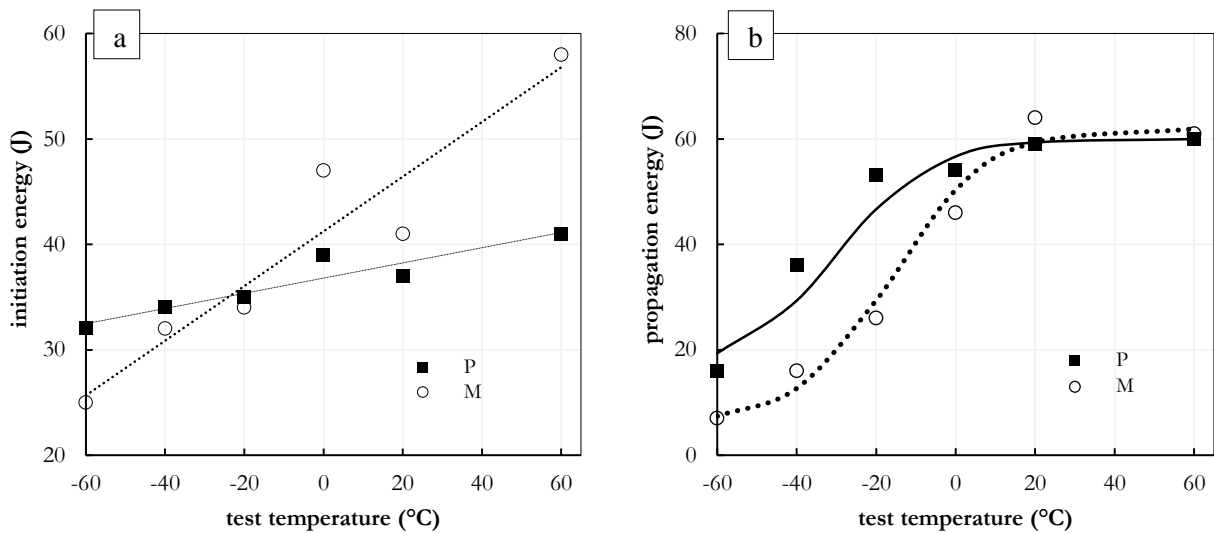 a
60
50
40
30
20
initiation energy (J)
-60 -40 -20 0 20 40 60
test temperature (°C)
P
M
b
80
60
40
20
0
propagation energy (J)
-60 -40 -20 0 20 40 60
test temperature (°C)
P
M